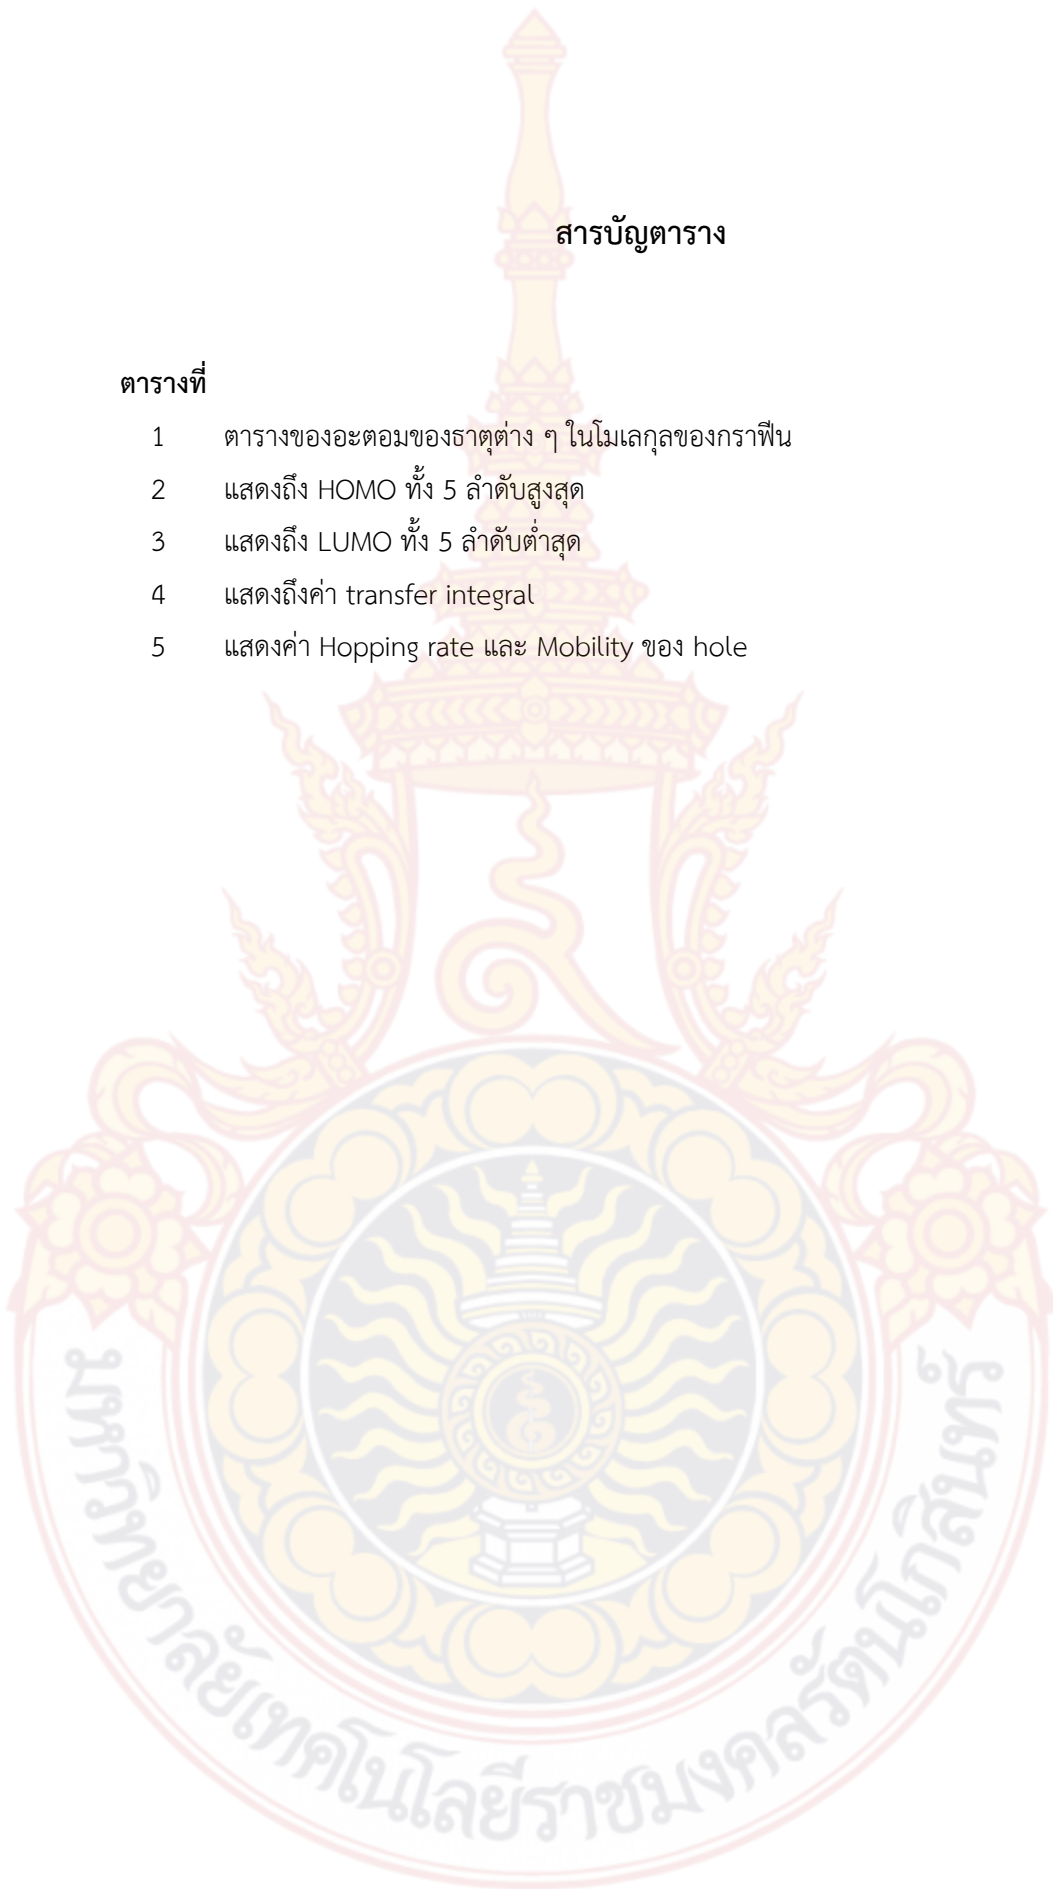 สารบัญตาราง
ตารางที่
1 ตารางของอะตอมของธาตุต่าง ๆ ในโมเลกุลของกราฟีน
2 แสดงถึง HOMO ทั้ง 5 ลำดับสูงสุด
3 แสดงถึง LUMO ทั้ง 5 ลำดับต่ำสุด
4 แสดงถึงค่า transfer integral
5 แสดงค่า Hopping rate และ Mobility ของ hole
มหาวิทยาลัยเทคโนโลยีราชมงคลรัตนโกสินทร์